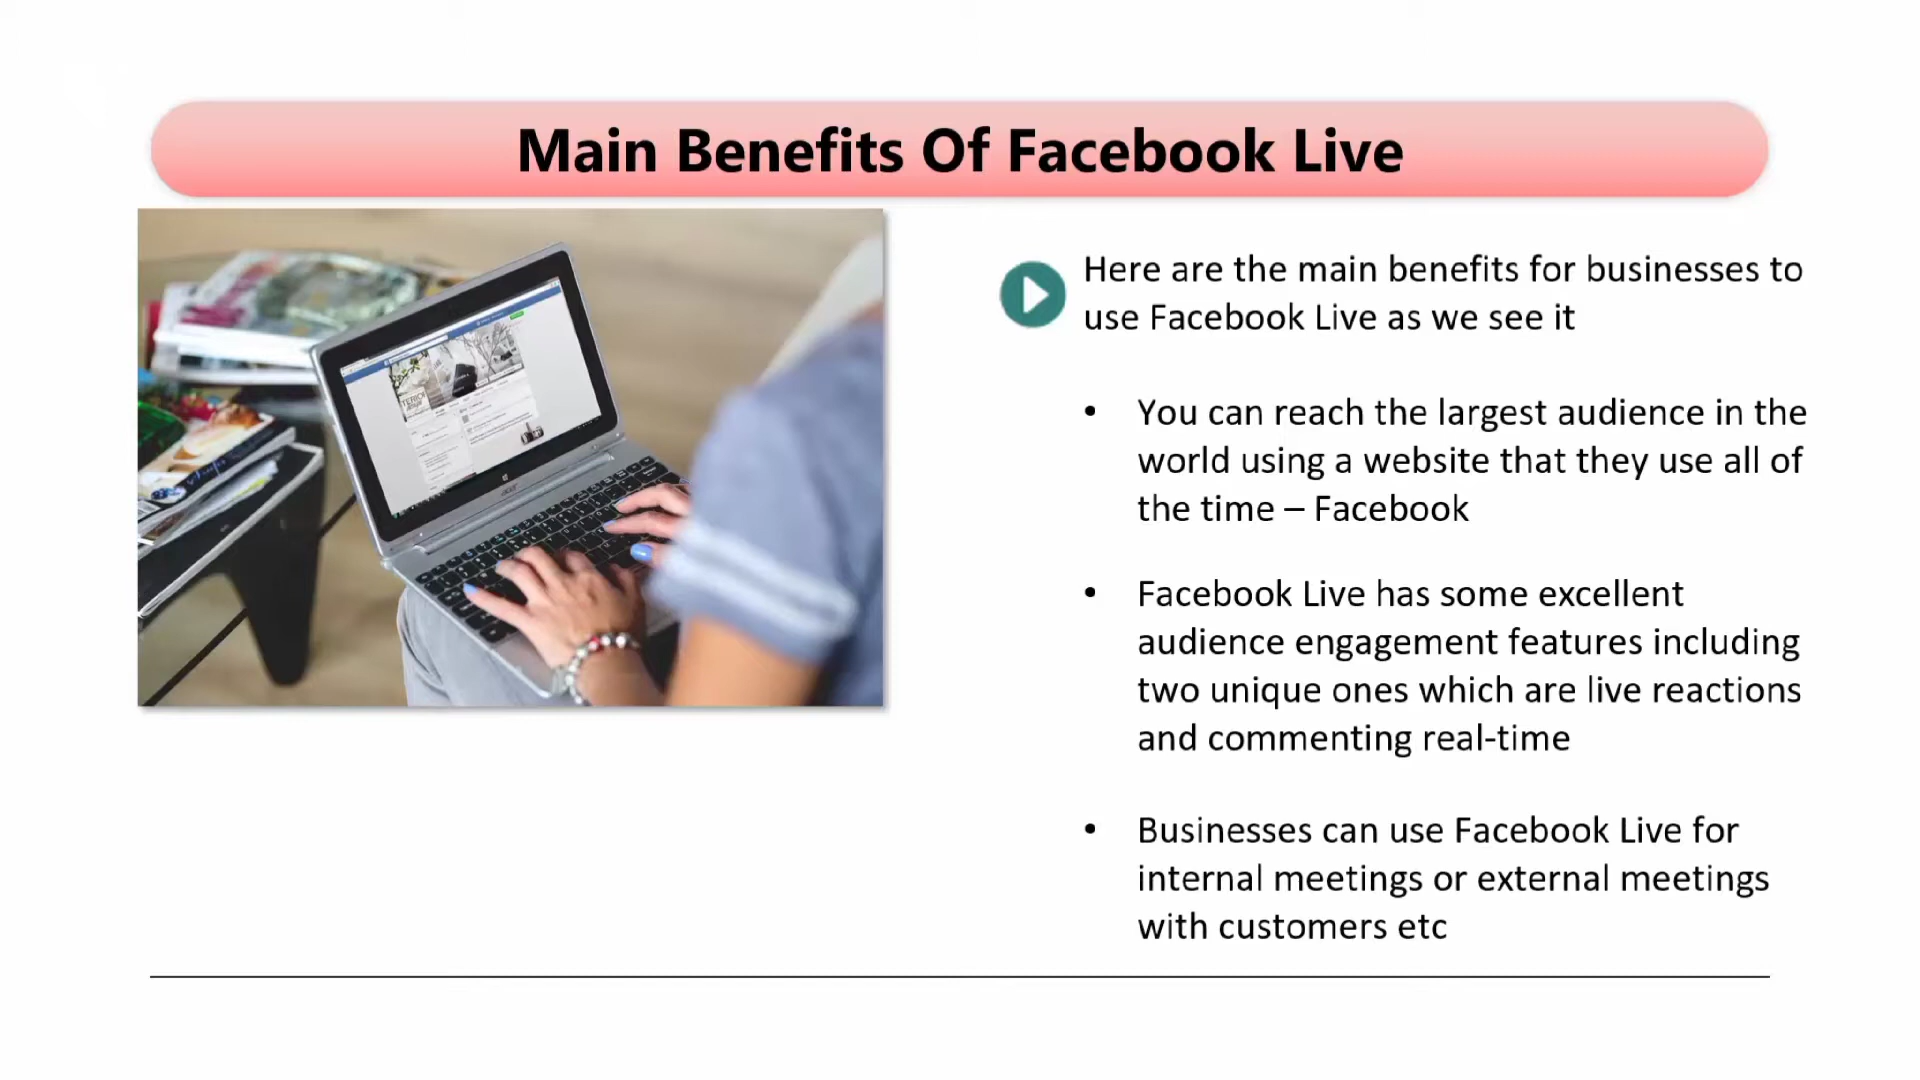 Main Benefits Of Facebook Live
Here are the main benefits for businesses to
use Facebook Live as we see it
• You can reach the largest audience in the
world using a website that they use all of
the time – Facebook
• Facebook Live has some excellent
audience engagement features including
two unique ones which are live reactions
and commenting real-time
• Businesses can use Facebook Live for
internal meetings or external meetings
with customers etc